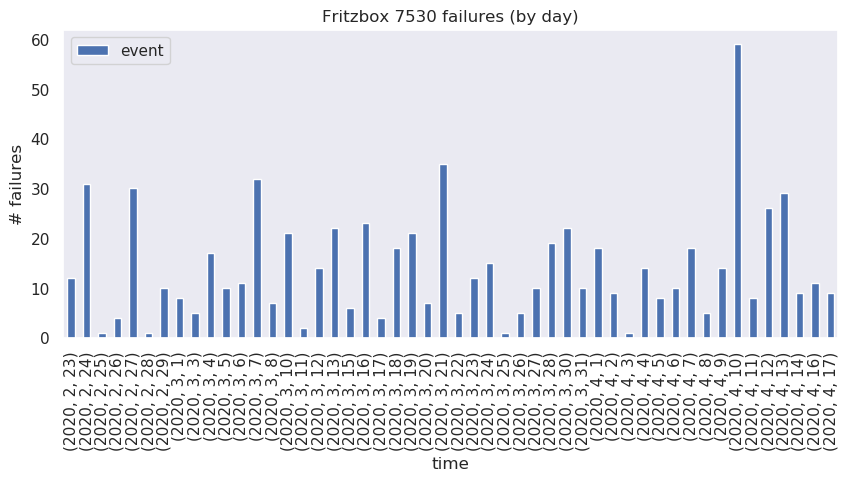 Fritzbox 7530 failures (by day)
event
# failures
60
50
40
30
20
10
0
(2020, 2, 23)
(2020, 2, 24)
(2020, 2, 25)
(2020, 2, 26)
(2020, 2, 27)
(2020, 2, 28)
(2020, 2, 29)
(2020, 3, 1)
(2020, 3, 3)
(2020, 3, 4)
(2020, 3, 5)
(2020, 3, 6)
(2020, 3, 7)
(2020, 3, 8)
(2020, 3, 10)
(2020, 3, 11)
(2020, 3, 12)
(2020, 3, 13)
(2020, 3, 15)
(2020, 3, 16)
(2020, 3, 17)
(2020, 3, 18)
(2020, 3, 19)
(2020, 3, 20)
(2020, 3, 21)
(2020, 3, 22)
(2020, 3, 23)
(2020, 3, 24)
(2020, 3, 25)
(2020, 3, 26)
(2020, 3, 27)
(2020, 3, 28)
(2020, 3, 30)
(2020, 3, 31)
(2020, 4, 1)
(2020, 4, 2)
(2020, 4, 3)
(2020, 4, 4)
(2020, 4, 5)
(2020, 4, 6)
(2020, 4, 7)
(2020, 4, 8)
(2020, 4, 9)
(2020, 4, 10)
(2020, 4, 11)
(2020, 4, 12)
(2020, 4, 13)
(2020, 4, 14)
(2020, 4, 16)
(2020, 4, 17)
time